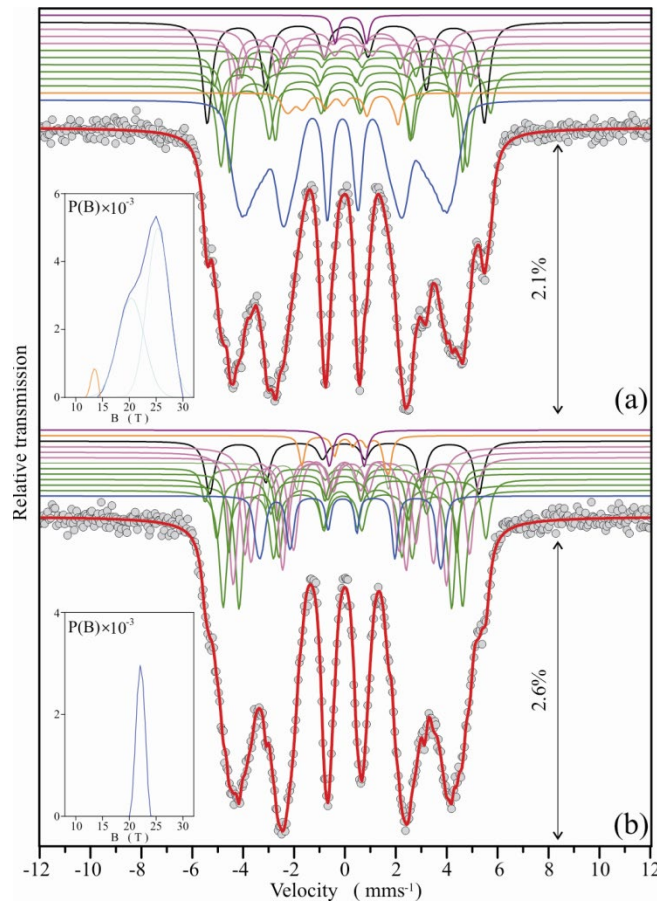 Relative transmission
6
P(B)×10⁻³
4
2
0
10 15 20 25 30
B (T)
2.1%
(a)
4
P(B)×10⁻³
2
0
10 15 20 25 30
B (T)
2.6%
(b)
-12 -10 -8 -6 -4 -2 0 2 4 6 8 10 12
Velocity ( mms⁻¹)